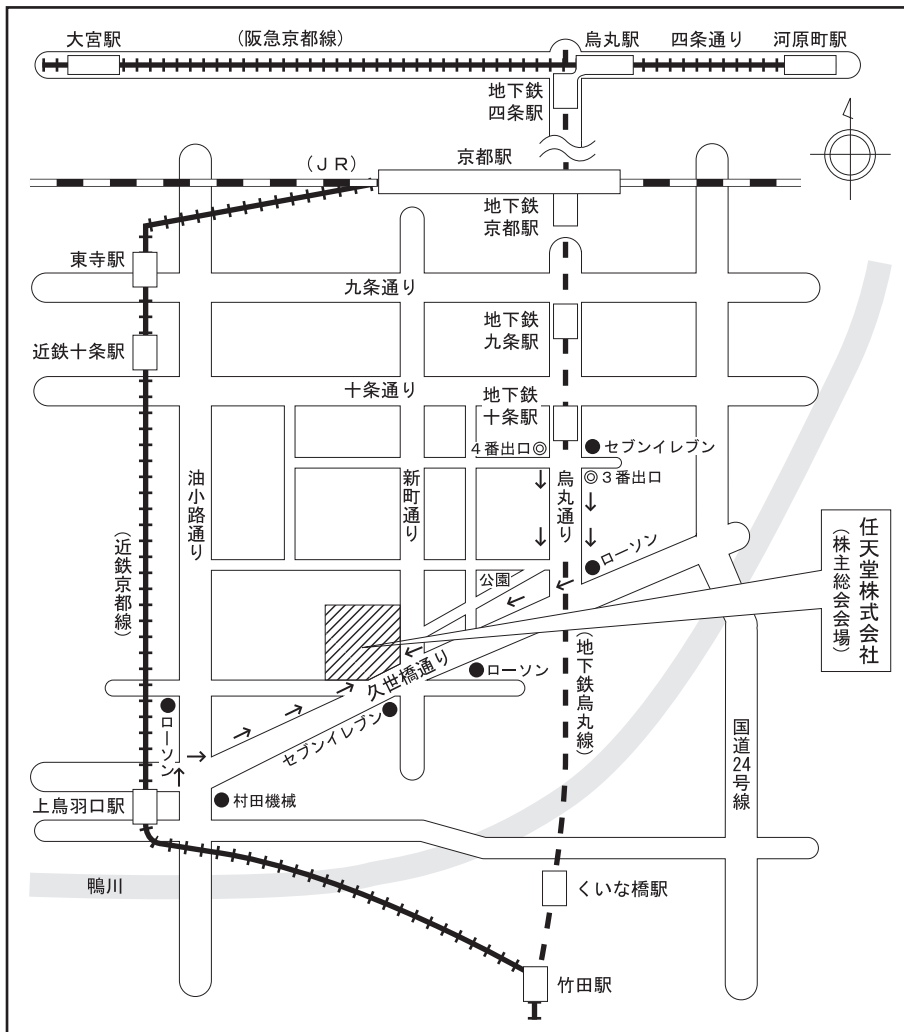 大宮駅
(阪急京都線)
烏丸駅
四条通り
河原町駅
地下鉄
四条駅
(JR)
京都駅
地下鉄
京都駅
東寺駅
九条通り
地下鉄
九条駅
近鉄十条駅
十条通り
地下鉄
十条駅
4番出口◎
●セブンイレブン
◎3番出口
油小路通り
新町通り
烏丸通り
(近鉄京都線)
公園
●ローソン
任天堂株式会社
(株主総会会場)
久世橋通り
●ローソン
(地下鉄烏丸線)
●ローソン
セブンイレブン●
国道24号線
上鳥羽口駅
●村田機械
鴨川
くいな橋駅
竹田駅